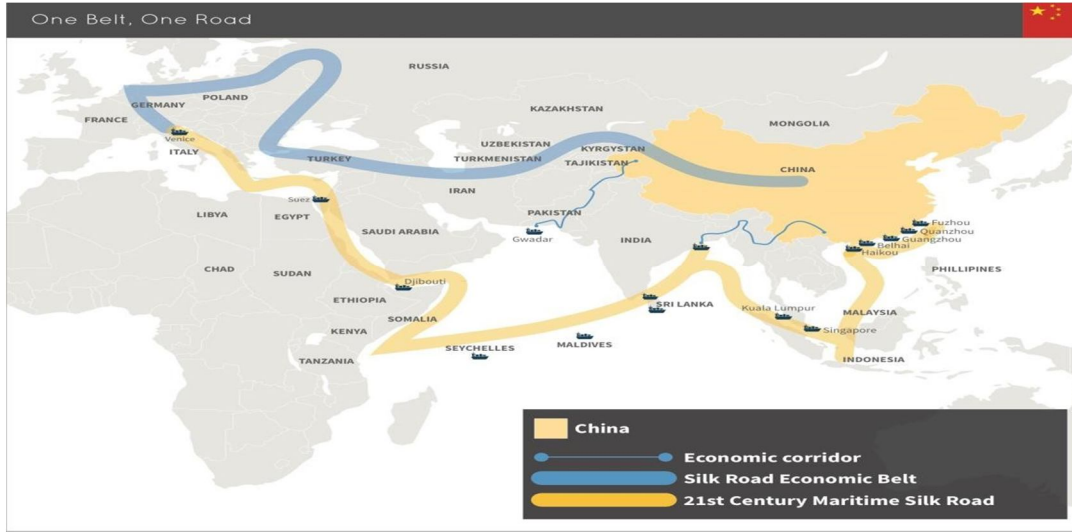 One Belt, One Road
RUSSIA
POLAND
GERMANY
FRANCE
KAZAKHSTAN
MONGOLIA
Venice
ITALY
UZBEKISTAN
KYRGYSTAN
TURKEY
TURKMENISTAN
TAJIKISTAN
CHINA
IRAN
Suez
LIBYA
EGYPT
PAKISTAN
SAUDI ARABIA
Gwadar
INDIA
Fuzhou
Quanzhou
Guangzhou
Belhai
Haikou
CHAD
SUDAN
Djibouti
PHILLIPINES
ETHIOPIA
SRI LANKA
Kuala Lumpur
MALAYSIA
SOMALIA
KENYA
Singapore
SEYCHELLES
MALDIVES
TANZANIA
INDONESIA
China
Economic corridor
Silk Road Economic Belt
21st Century Maritime Silk Road